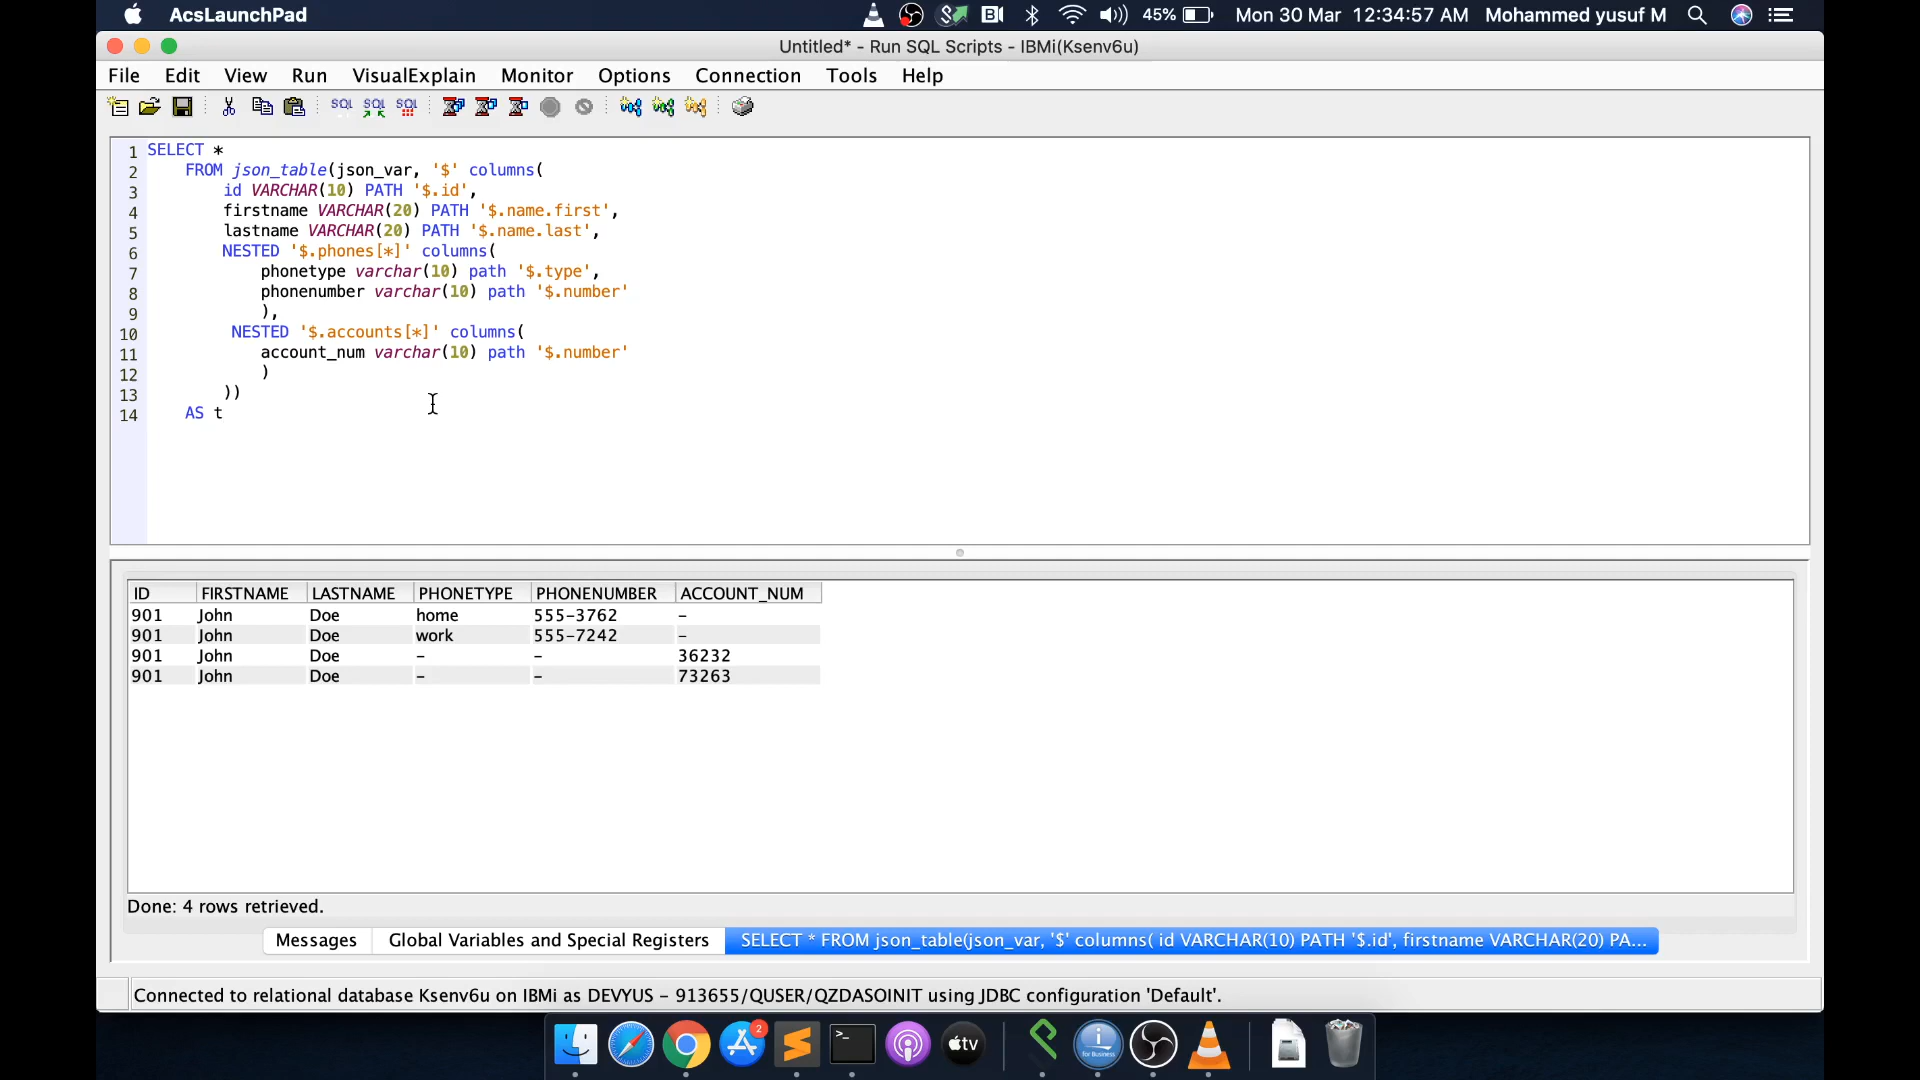 AcsLaunchPad
45%
Mon 30 Mar 12:34:57 AM
Mohammed yusuf M
Untitled* - Run SQL Scripts - IBMi(Ksenv6u)
File Edit View Run VisualExplain Monitor Options Connection Tools Help
SQL SQL SQL
1 SELECT *
2 FROM json_table(json_var, '$' columns(
3 id VARCHAR(10) PATH '$.id',
4 firstname VARCHAR(20) PATH '$.name.first',
5 lastname VARCHAR(20) PATH '$.name.last',
6 NESTED '$.phones[*]' columns(
7 phonetype varchar(10) path '$.type',
8 phonenumber varchar(10) path '$.number'
9 ),
10 NESTED '$.accounts[*]' columns(
11 account_num varchar(10) path '$.number'
12 )
13 ))
14 AS t
ID FIRSTNAME LASTNAME PHONETYPE PHONENUMBER ACCOUNT_NUM
901 John Doe home 555-3762 -
901 John Doe work 555-7242 -
901 John Doe - - 36232
901 John Doe - - 73263
Done: 4 rows retrieved.
Messages Global Variables and Special Registers SELECT * FROM json_table(json_var, '$' columns( id VARCHAR(10) PATH '$.id', firstname VARCHAR(20) PA...
Connected to relational database Ksenv6u on IBMi as DEVYUS - 913655/QUSER/QZDASOINIT using JDBC configuration 'Default'.
2
tv
i
for Business